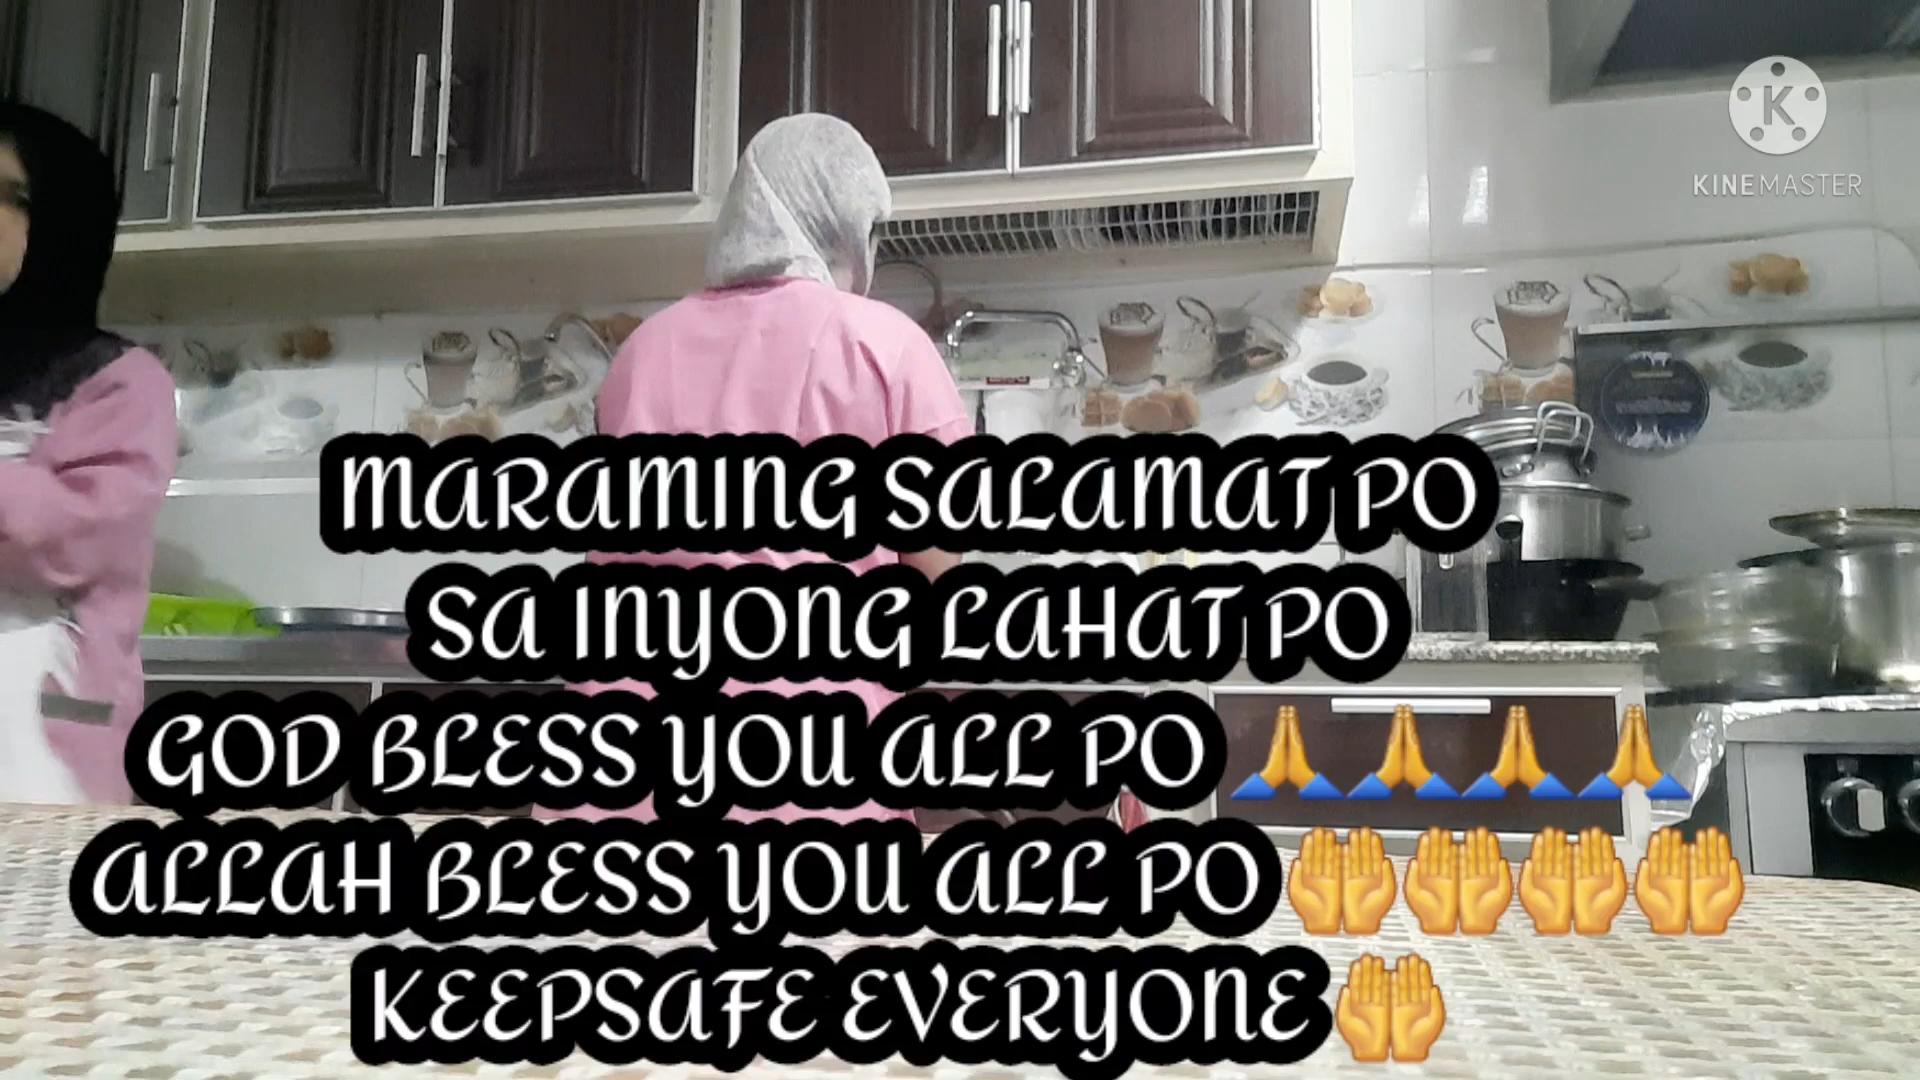 KINEMASTER
MARAMING SALAMAT PO
SA INYONG LAHAT PO
GOD BLESS YOU ALL PO 🙏🙏🙏🙏
ALLAH BLESS YOU ALL PO 🤲🤲🤲🤲
KEEPSAFE EVERYONE 🤲